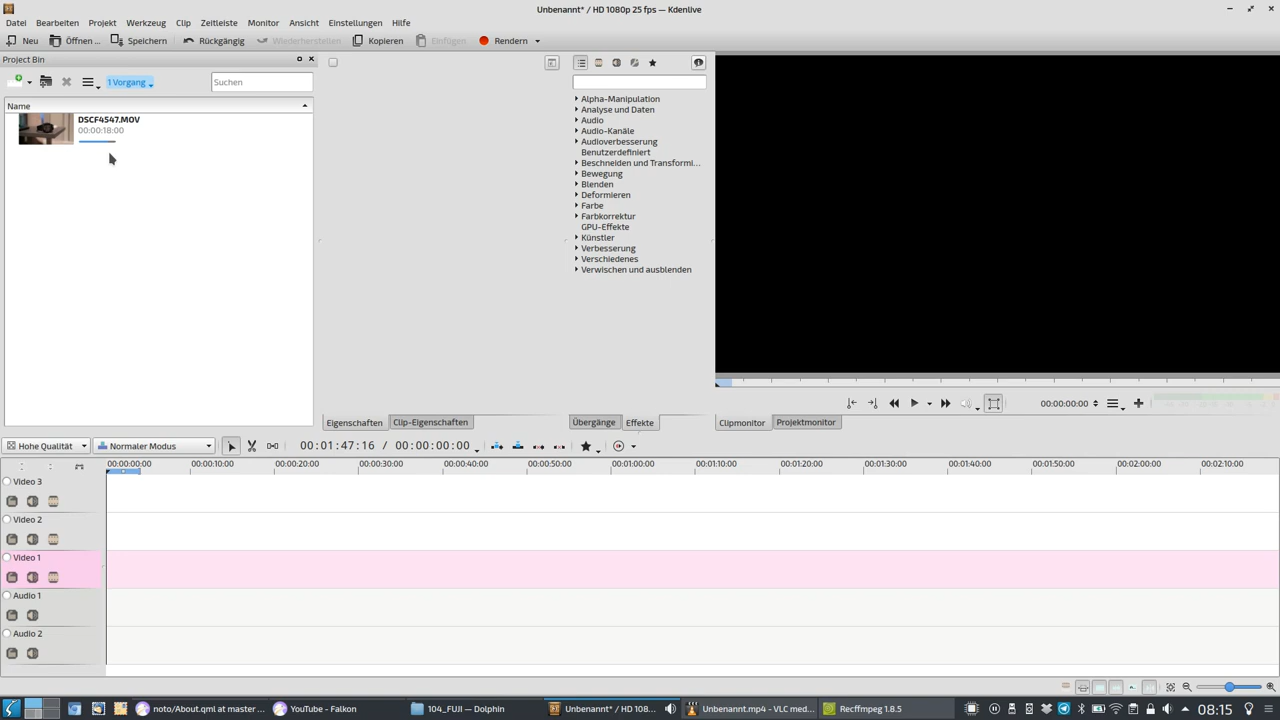 Unbenannt* / HD 1080p 25 fps — Kdenlive
Datei Bearbeiten Projekt Werkzeug Clip Zeitleiste Monitor Ansicht Einstellungen Hilfe
Neu Öffnen ... Speichern Rückgängig Wiederherstellen Kopieren Einfügen Rendern
Project Bin
1 Vorgang
Suchen
Name
DSCF4547.MOV
00:00:18:00
Alpha-Manipulation
Analyse und Daten
Audio
Audio-Kanäle
Audioverbesserung
Benutzerdefiniert
Beschneiden und Transformi...
Bewegung
Blenden
Deformieren
Farbe
Farbkorrektur
GPU-Effekte
Künstler
Verbesserung
Verschiedenes
Verwischen und ausblenden
00:00:00:00
Eigenschaften Clip-Eigenschaften Übergänge Effekte Clipmonitor Projektmonitor
Hohe Qualität Normaler Modus 00:01:47:16 / 00:00:00:00
00:00:00:00 00:00:10:00 00:00:20:00 00:00:30:00 00:00:40:00 00:00:50:00 00:01:00:00 00:01:10:00 00:01:20:00 00:01:30:00 00:01:40:00 00:01:50:00 00:02:00:00 00:02:10:00
Video 3
Video 2
Video 1
Audio 1
Audio 2
noto/About.qml at master ... YouTube - Falkon 104_FUJI — Dolphin Unbenannt* / HD 108... Unbenannt.mp4 - VLC med... Recffmpeg 1.8.5 08:15